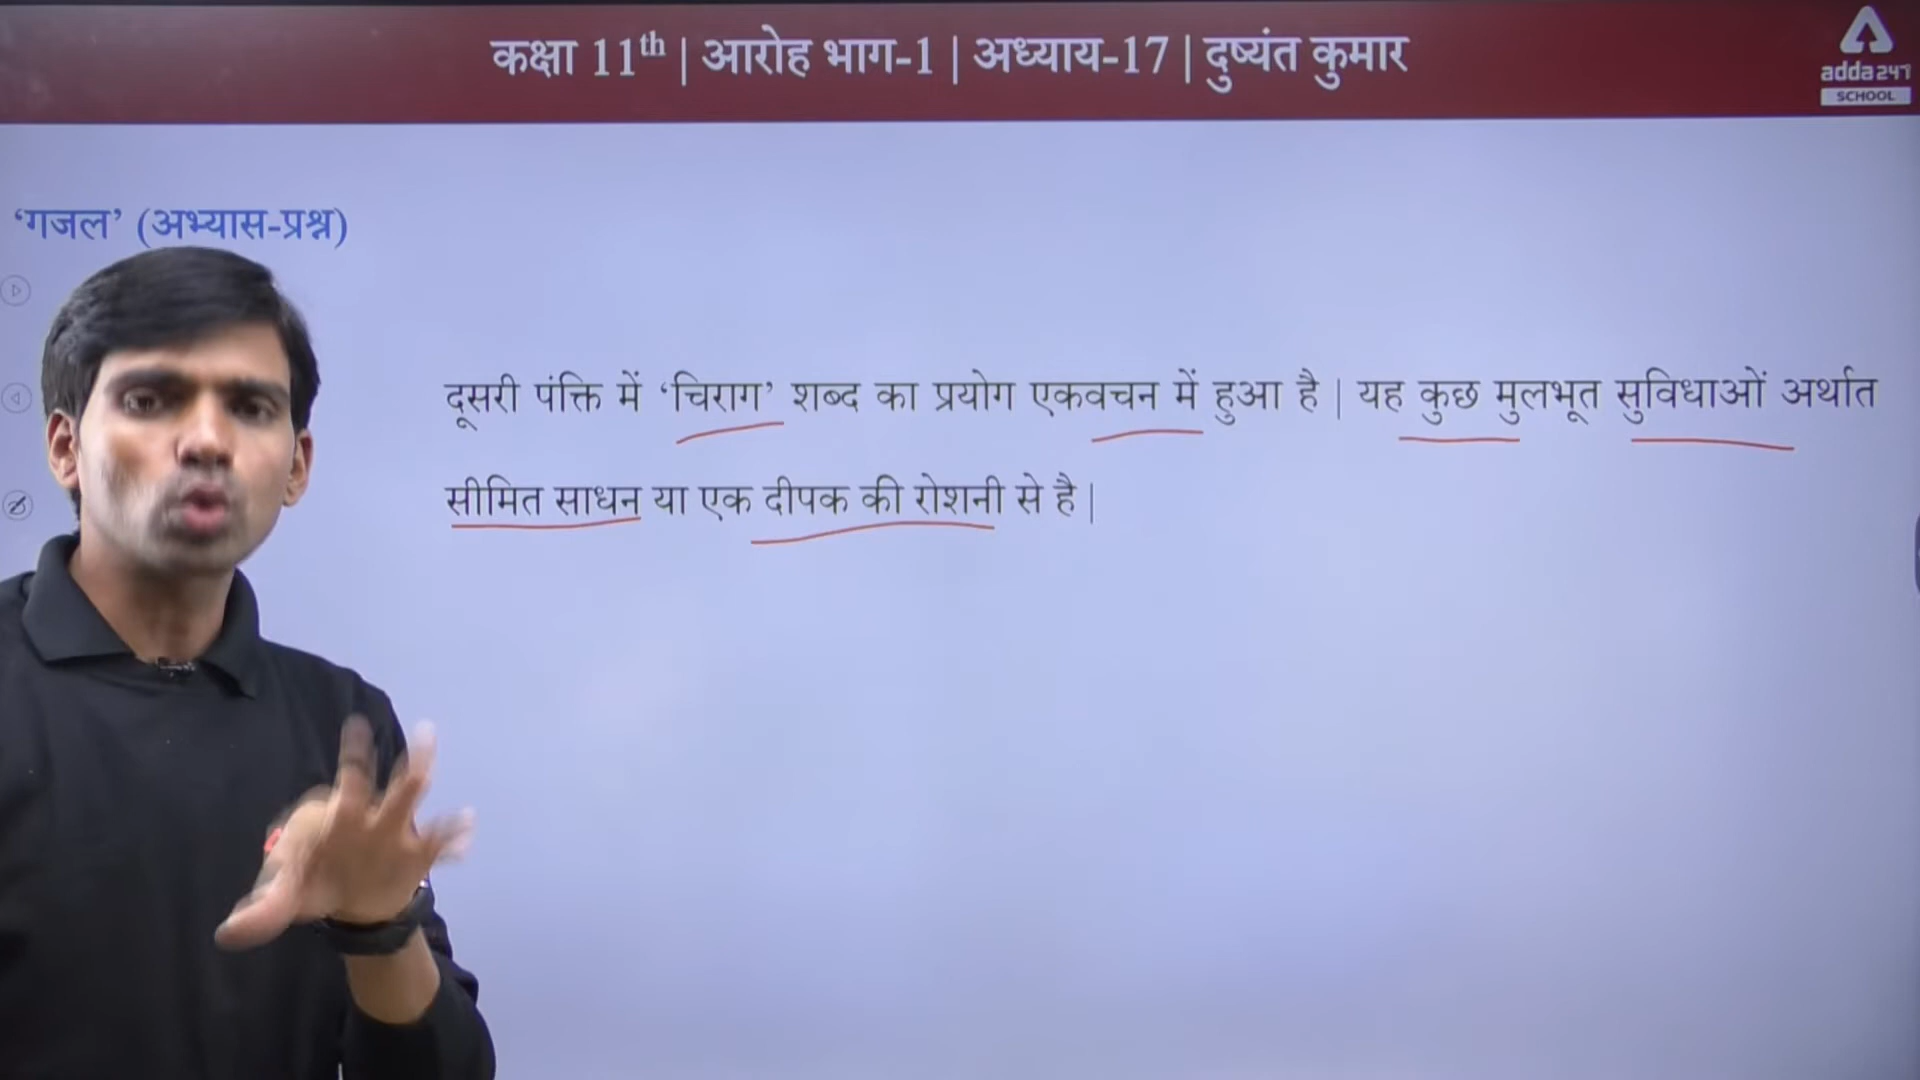 कक्षा 11th | आरोह भाग-1 | अध्याय-17 | दुष्यंत कुमार
adda247
SCHOOL
‘गजल’ (अभ्यास-प्रश्न)
दूसरी पंक्ति में ‘चिराग’ शब्द का प्रयोग एकवचन में हुआ है | यह कुछ मुलभूत सुविधाओं अर्थात
सीमित साधन या एक दीपक की रोशनी से है |